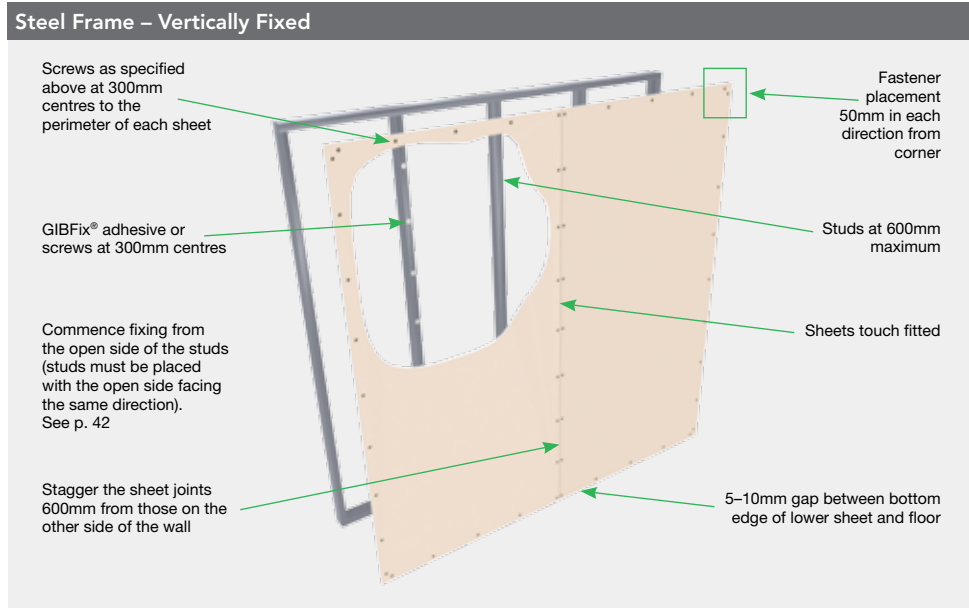 Steel Frame – Vertically Fixed
Screws as specified
above at 300mm
centres to the
perimeter of each sheet
GIBFix® adhesive or
screws at 300mm centres
Commence fixing from
the open side of the studs
(studs must be placed
with the open side facing
the same direction).
See p. 42
Stagger the sheet joints
600mm from those on the
other side of the wall
Fastener
placement
50mm in each
direction from
corner
Studs at 600mm
maximum
Sheets touch fitted
5–10mm gap between bottom
edge of lower sheet and floor